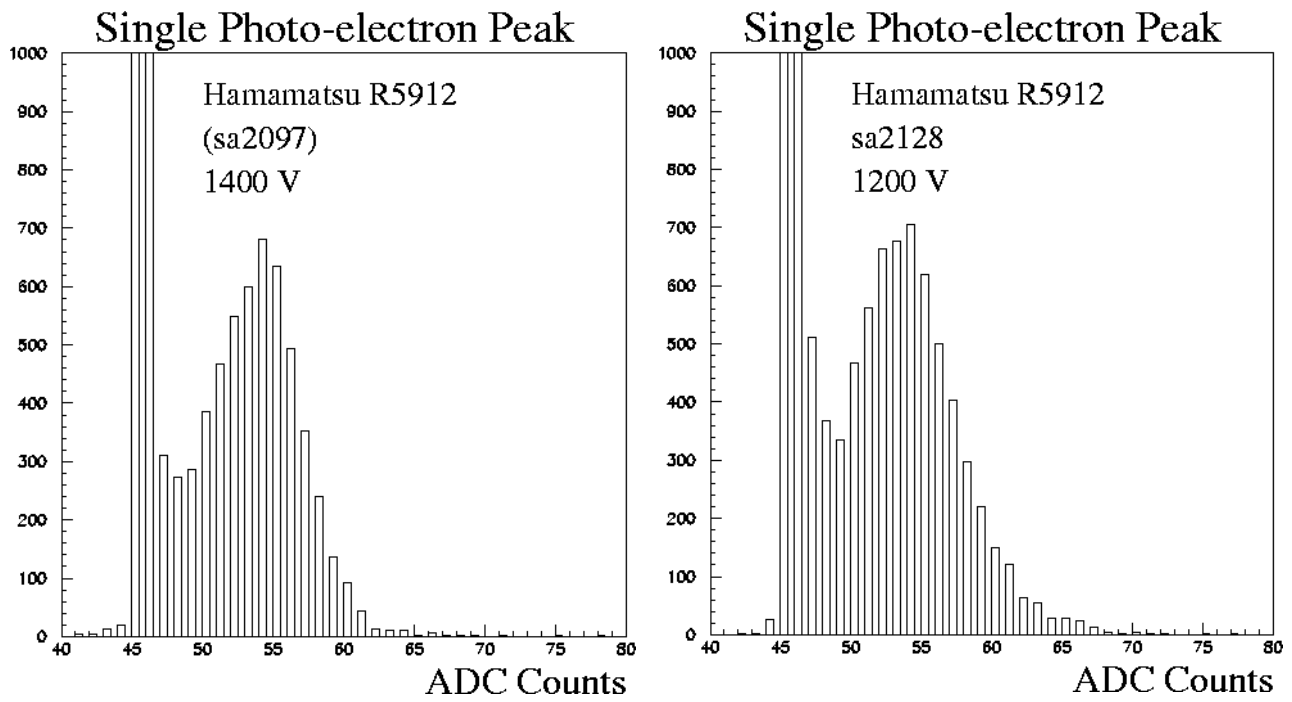 Single Photo-electron Peak
1000
900
800
700
600
500
400
300
200
100
0
Hamamatsu R5912
(sa2097)
1400 V
40 45 50 55 60 65 70 75 80
ADC Counts
Single Photo-electron Peak
1000
900
800
700
600
500
400
300
200
100
0
Hamamatsu R5912
sa2128
1200 V
40 45 50 55 60 65 70 75 80
ADC Counts